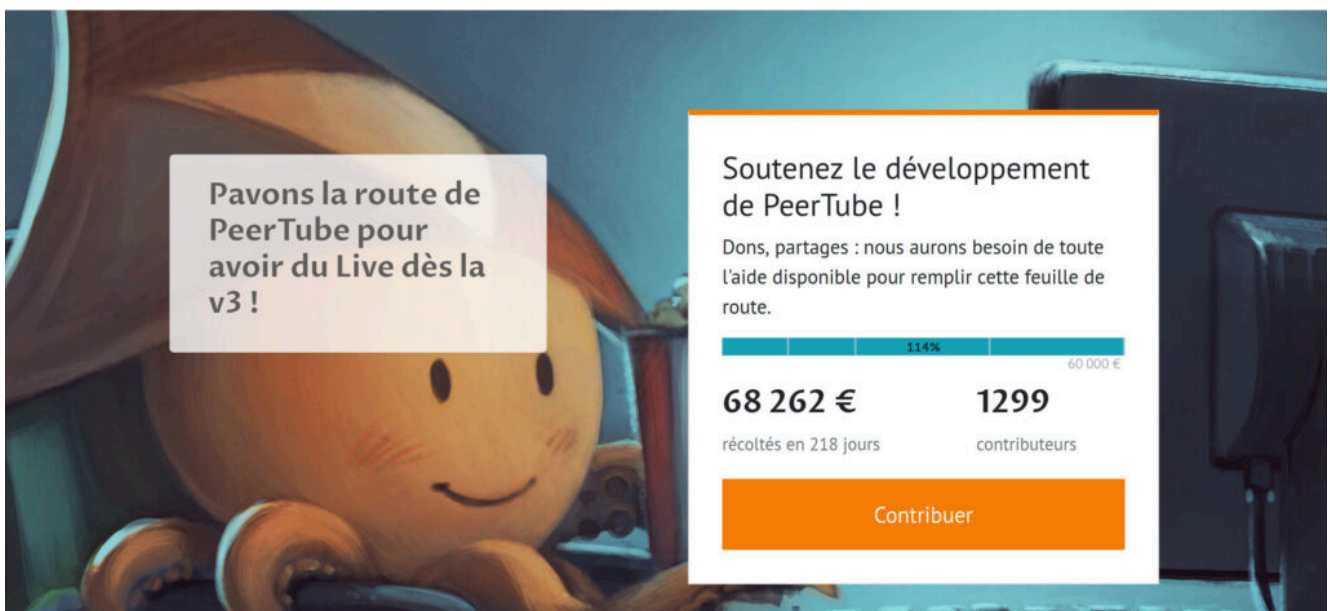 Pavons la route de
PeerTube pour
avoir du Live dès la
v3 !
Soutenez le développement
de PeerTube !
Dons, partages : nous aurons besoin de toute
l'aide disponible pour remplir cette feuille de
route.
114%
60 000 €
68 262 €
récoltés en 218 jours
1299
contributeurs
Contribuer